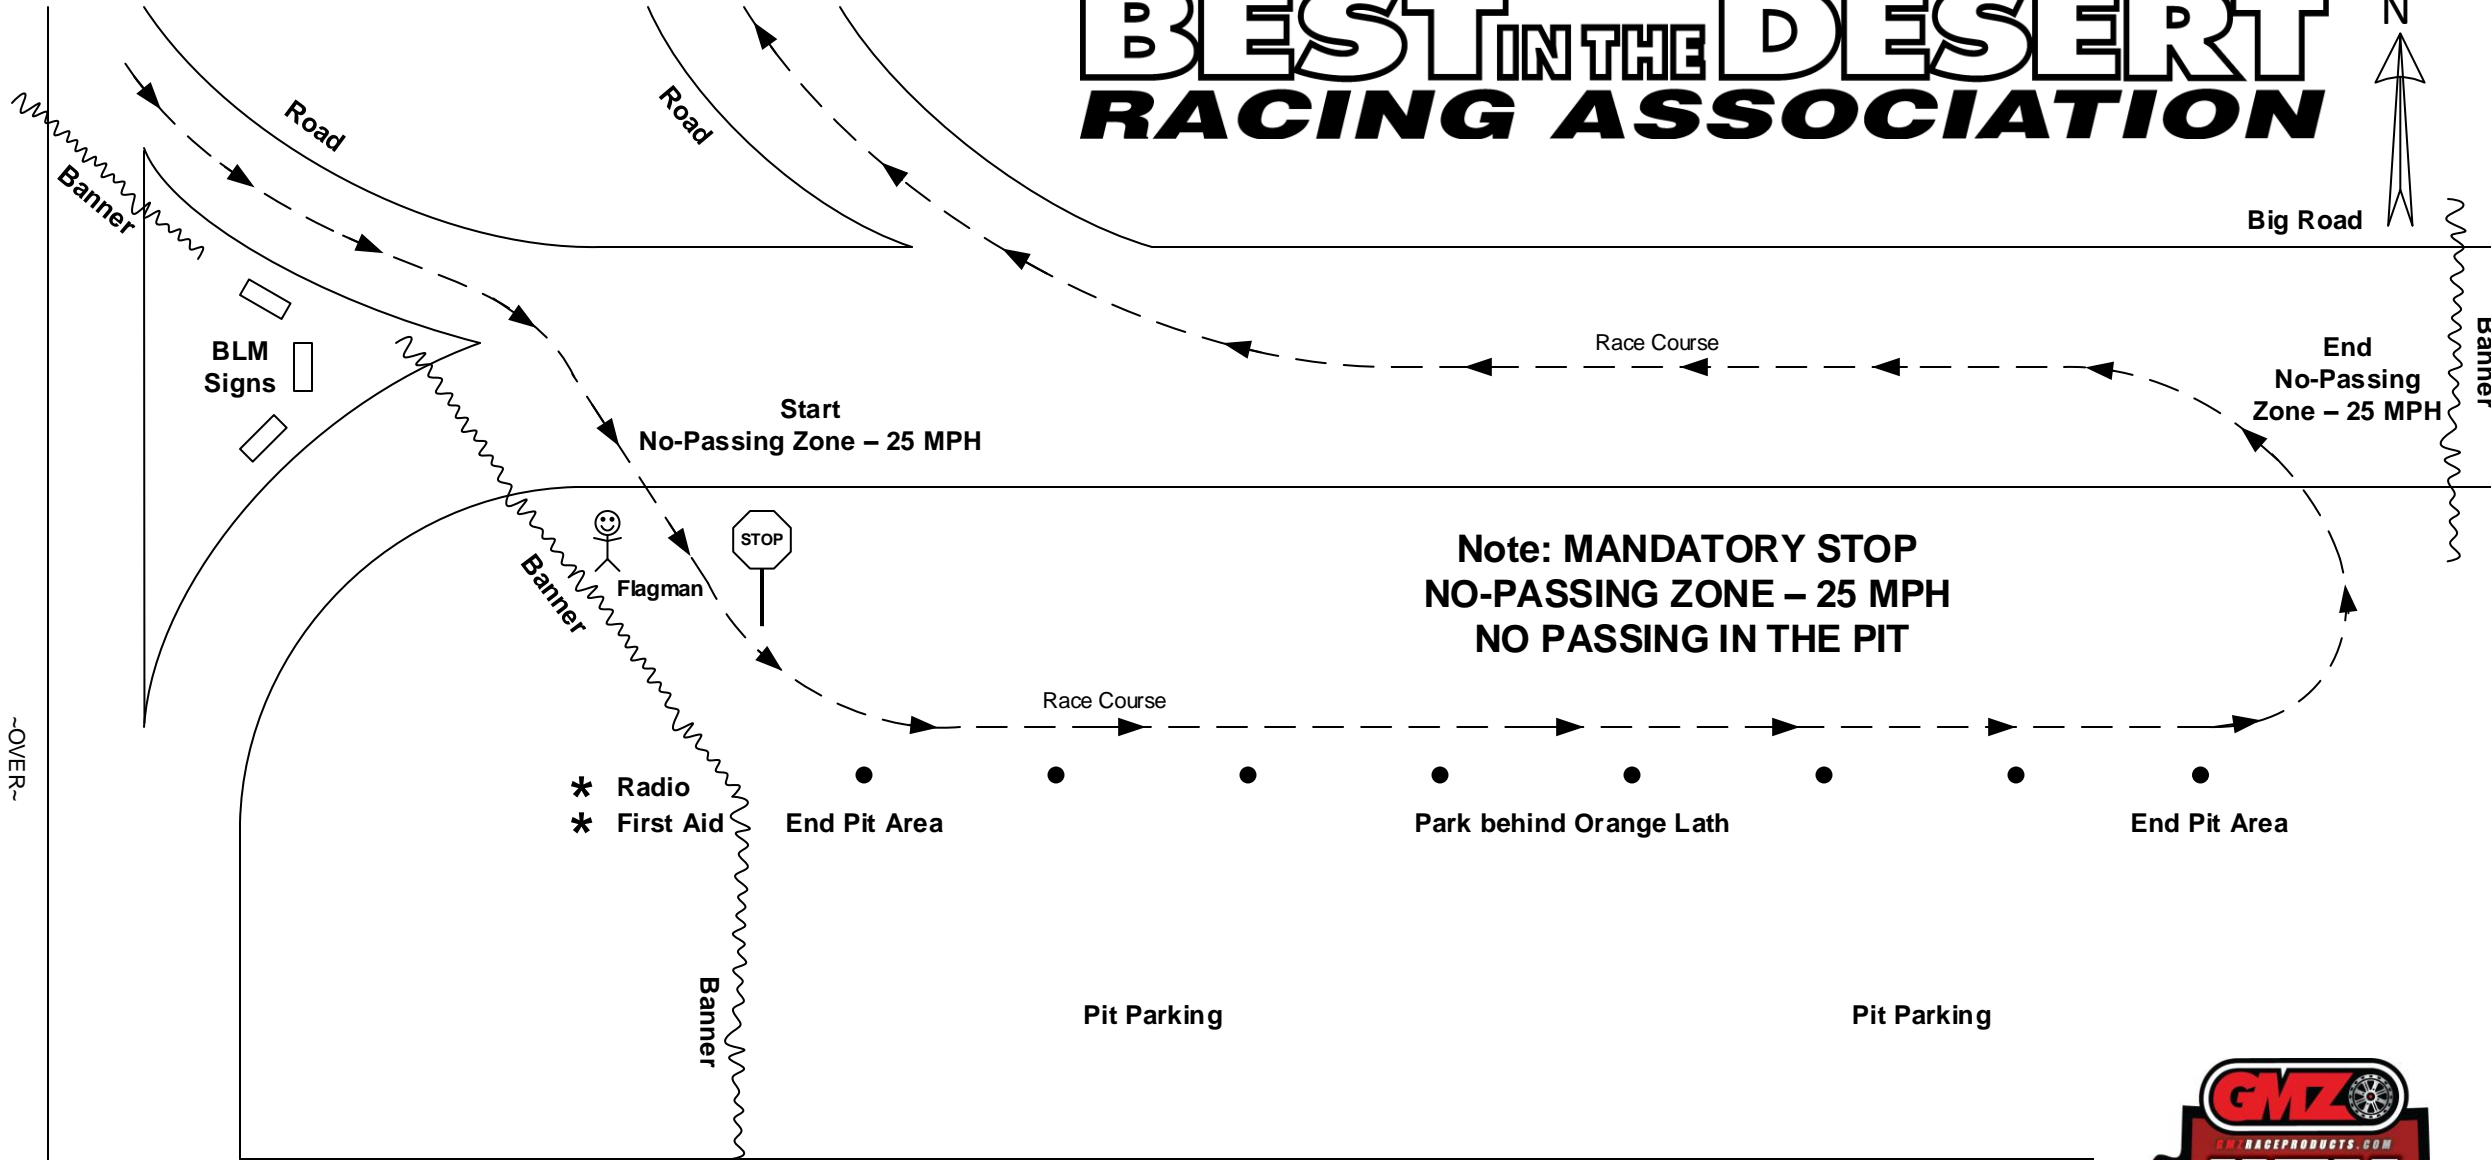 BEST IN THE DESERT
RACING ASSOCIATION
N
Road
Road
Banner
Big Road
Banner
BLM
Signs
Race Course
End
No-Passing
Zone – 25 MPH
Start
No-Passing Zone – 25 MPH
STOP
Flagman
Banner
Note: MANDATORY STOP
NO-PASSING ZONE – 25 MPH
NO PASSING IN THE PIT
Race Course
~OVER~
* Radio
* First Aid
End Pit Area
Park behind Orange Lath
End Pit Area
Banner
Pit Parking
Pit Parking
GMZ
GMZRACEPRODUCTS.COM